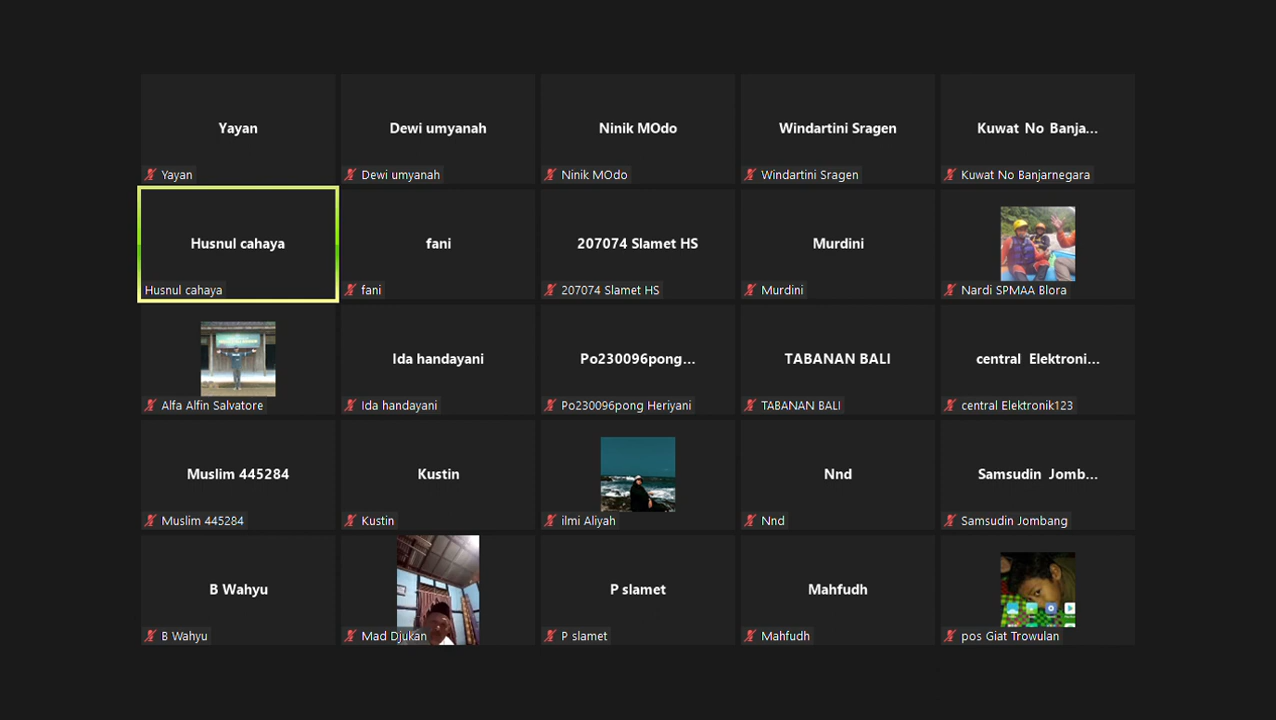 Yayan
Dewi umyanah
Ninik MOdo
Windartini Sragen
Kuwat No Banja...
Yayan
Dewi umyanah
Ninik MOdo
Windartini Sragen
Kuwat No Banjarnegara
Husnul cahaya
fani
207074 Slamet HS
Murdini
Husnul cahaya
fani
207074 Slamet HS
Murdini
Nardi SPMAA Blora
Ida handayani
Po230096pong...
TABANAN BALI
central Elektroni...
Alfa Alfin Salvatore
Ida handayani
Po230096pong Heriyani
TABANAN BALI
central Elektronik123
Muslim 445284
Kustin
Nnd
Samsudin Jomb...
Muslim 445284
Kustin
ilmi Aliyah
Nnd
Samsudin Jombang
B Wahyu
P slamet
Mahfudh
B Wahyu
Mad Djukan
P slamet
Mahfudh
pos Giat Trowulan